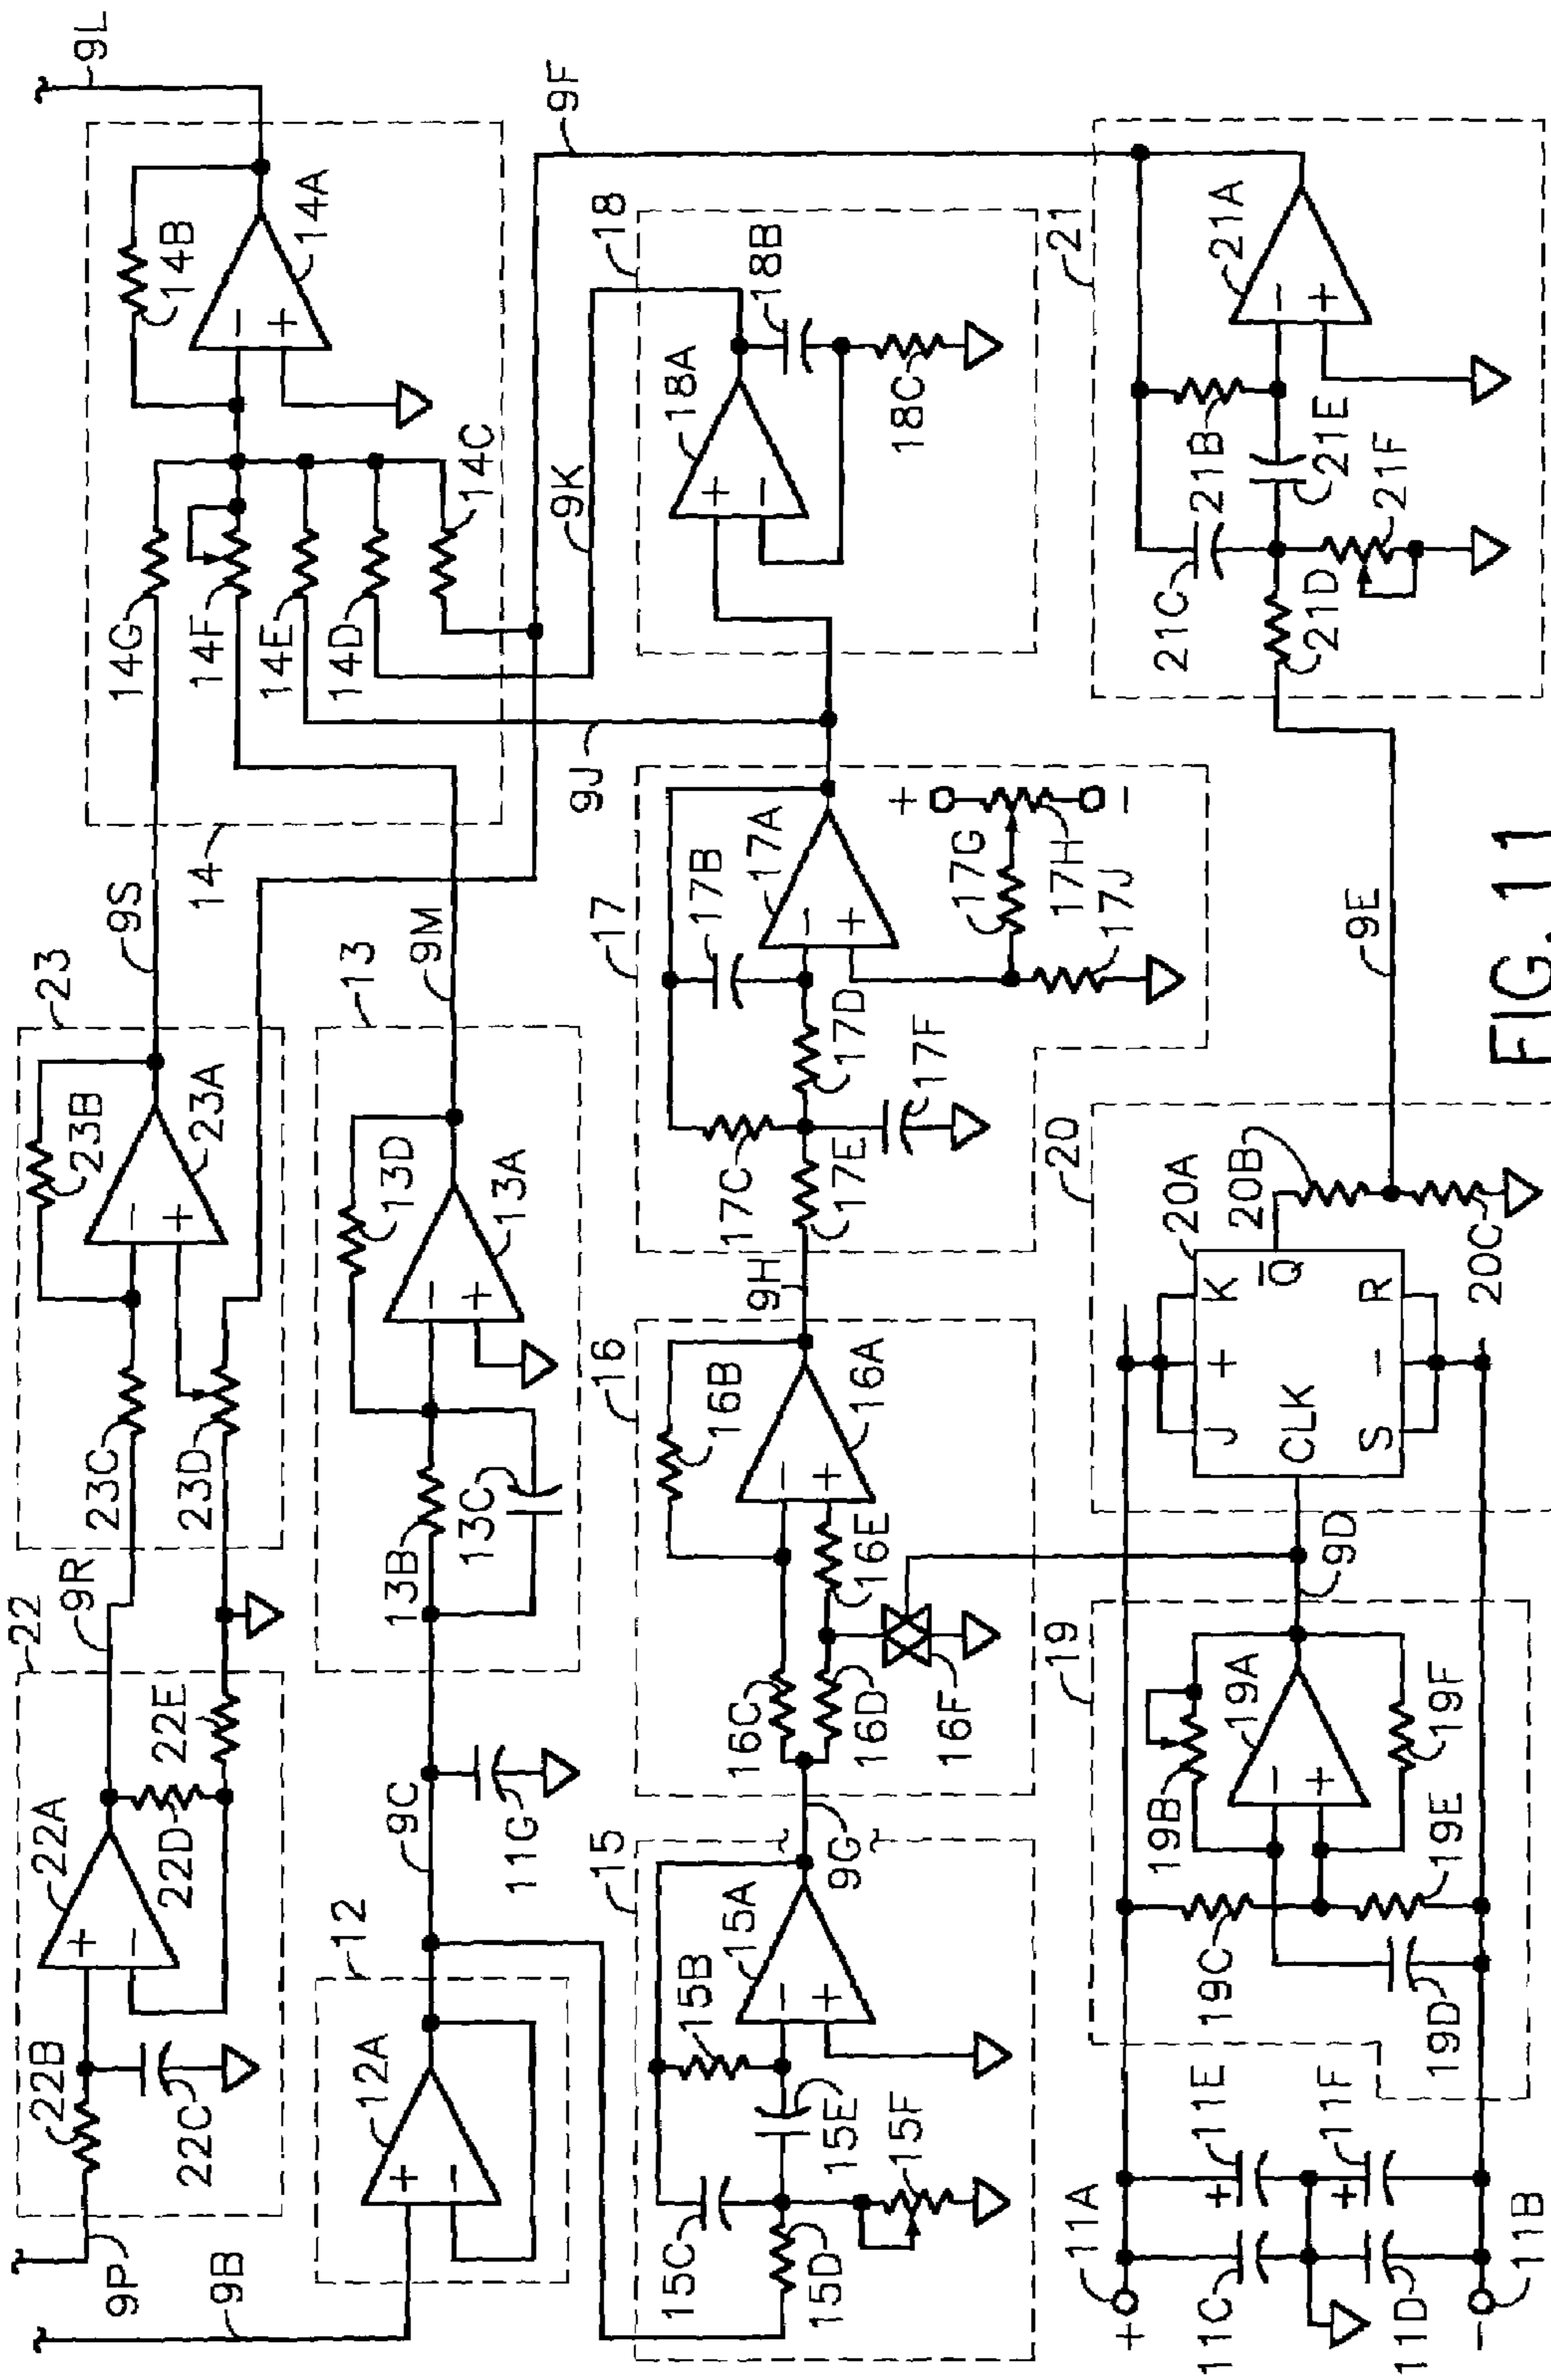 22
9R
23
9S
9L
22B
22A
22D
22E
22C
+
−
9P
23C
23B
23A
−
+
23D
14G
14B
14A
−
+
14F
14E
14D
14C
14
9B
12
12A
+
−
9C
11G
13
13B
13C
13D
13A
−
+
9M
9F
9K
9J
15
15B
15A
−
+
15C
15D
15E
15F
9G
16
16C
16D
16B
16A
−
+
16E
16F
9H
17
17C
17E
17D
17F
17B
17A
−
+
17G
17H
17J
+
−
18
18A
+
−
18B
18C
11A
+
11C
11E
+
11D
11F
+
−
11B
19
19B
19A
−
+
19C
19D
19E
19F
9D
20
20A
J + K
CLK
Q
S − R
20B
20C
9E
21
21C
21B
21A
−
+
21D
21E
21F
FIG. 11